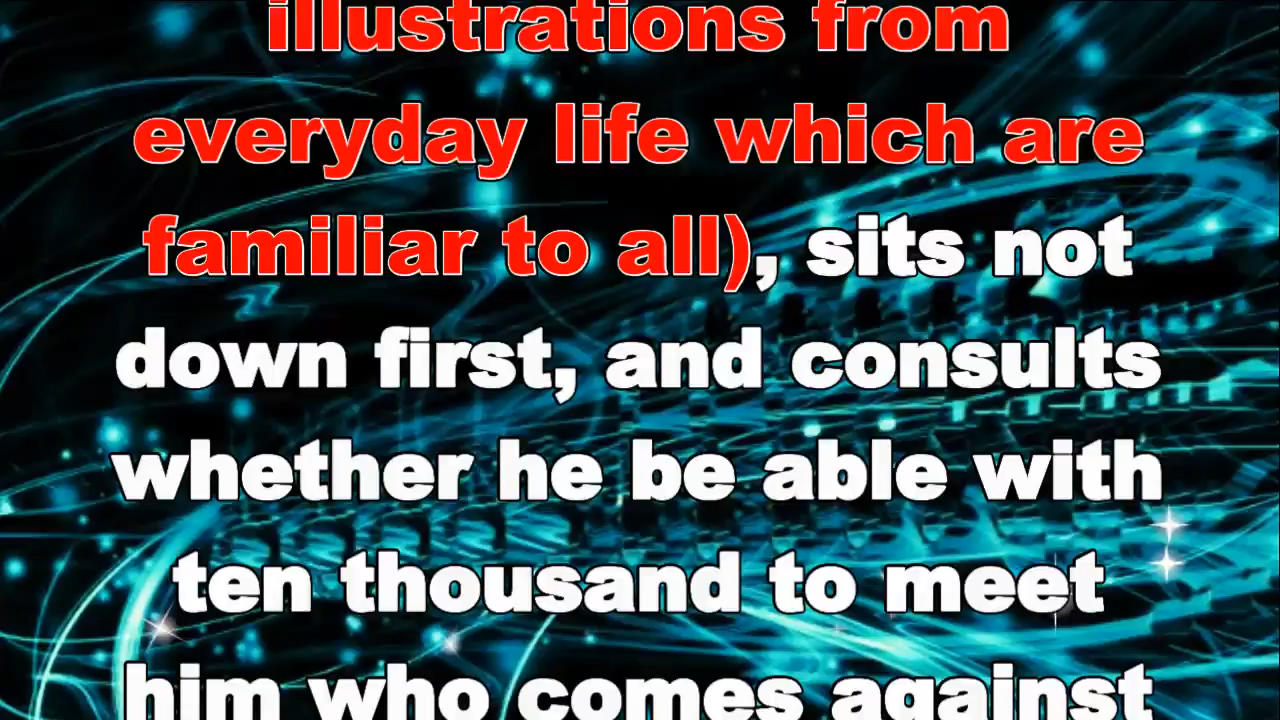 illustrations from
everyday life which are
familiar to all), sits not
down first, and consults
whether he be able with
ten thousand to meet
him who comes against